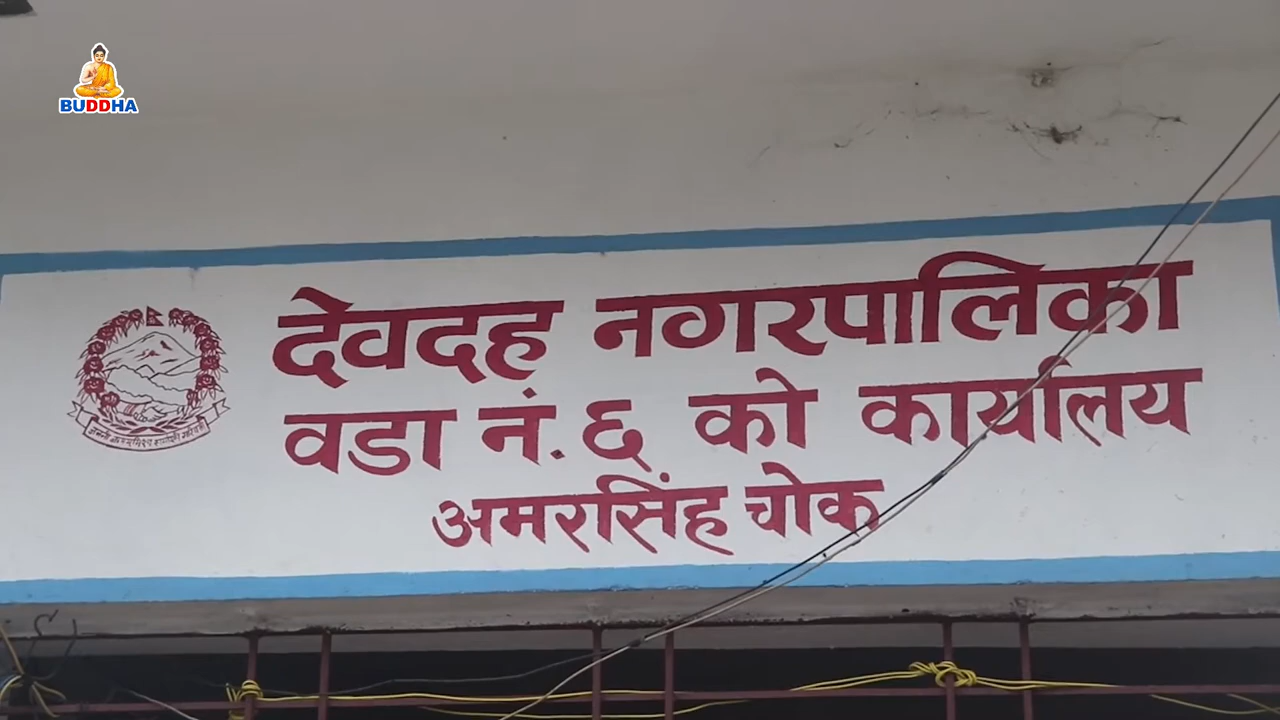 BUDDHA
देवदह नगरपालिका
वडा नं. ६ को कार्यालय
अमरसिंह चोक